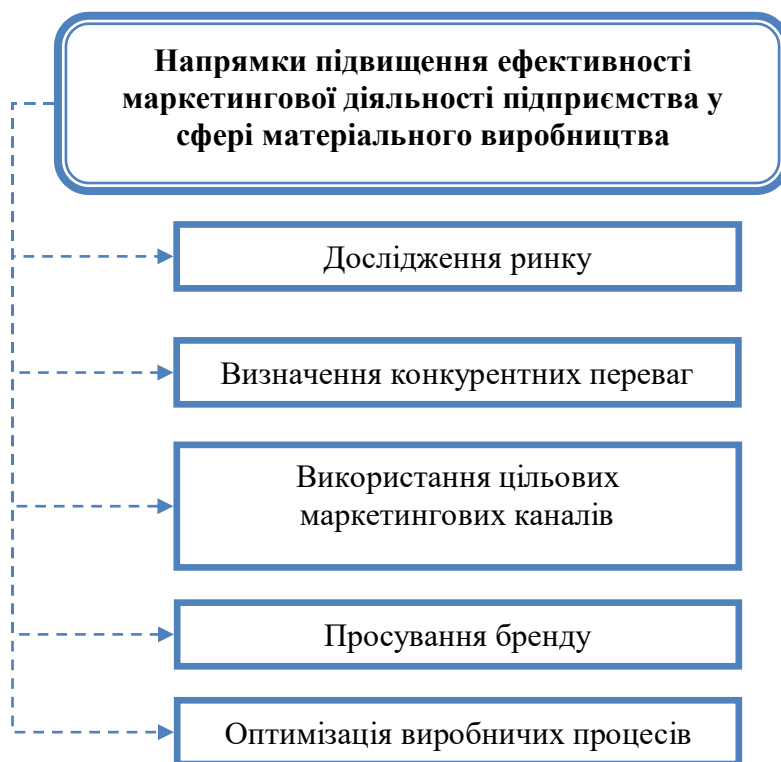 Напрямки підвищення ефективності
маркетингової діяльності підприємства у
сфері матеріального виробництва
Дослідження ринку
Визначення конкурентних переваг
Використання цільових
маркетингових каналів
Просування бренду
Оптимізація виробничих процесів